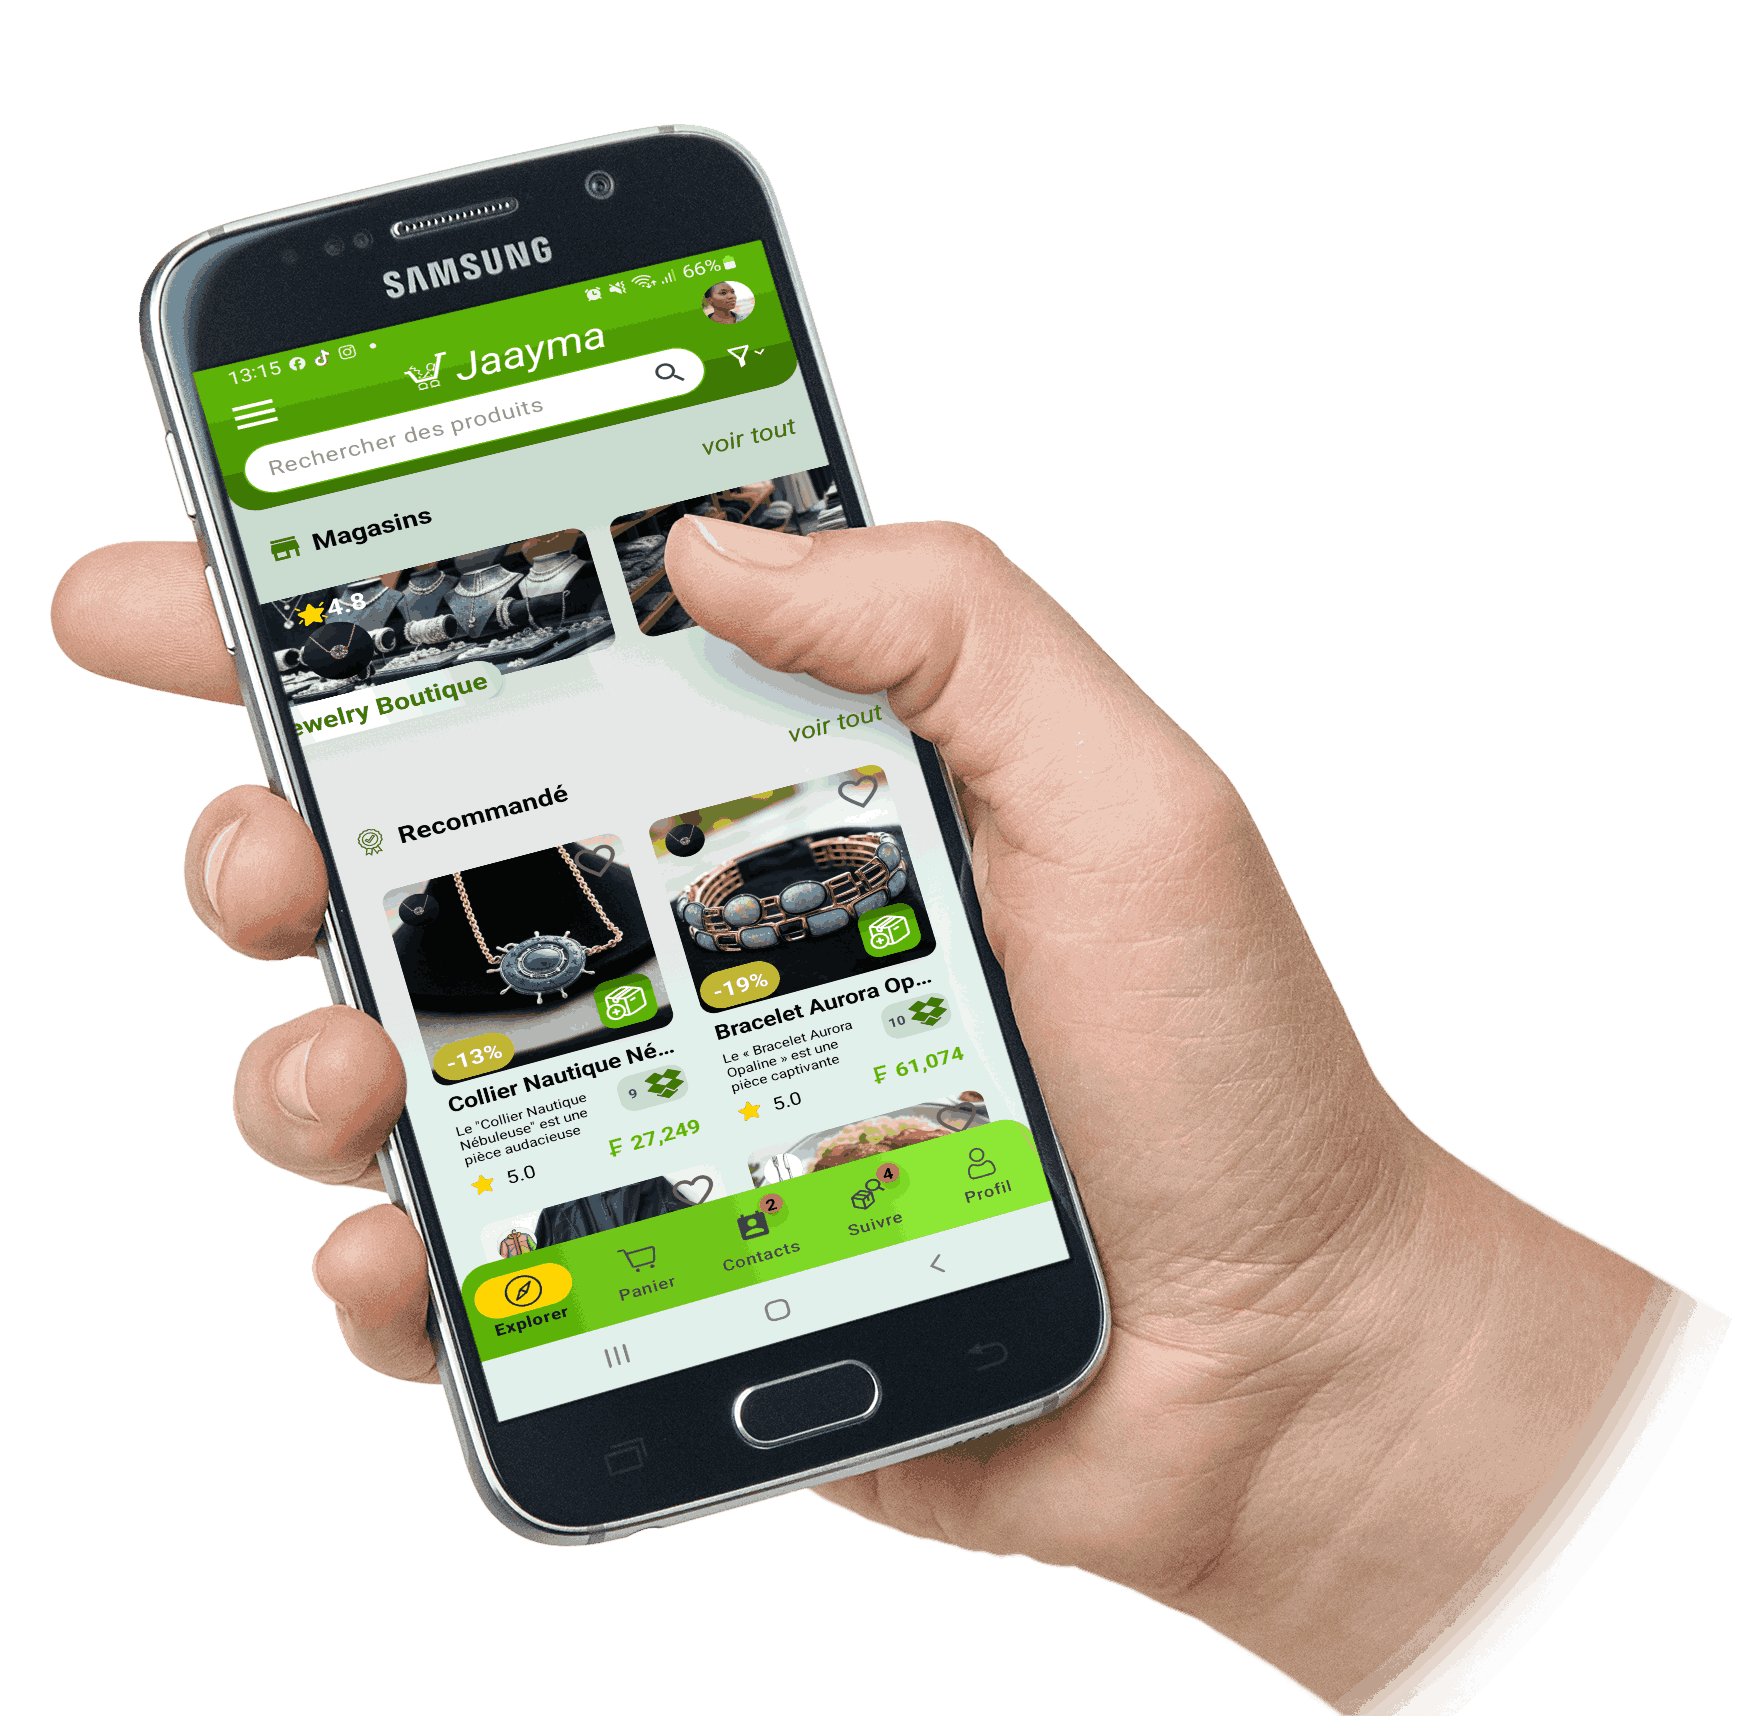 SAMSUNG
13:15
66%
Jaayma
Rechercher des produits
voir tout
Magasins
4.8
ewelry Boutique
voir tout
Recommandé
-13%
Collier Nautique Né...
Le "Collier Nautique
Nébuleuse" est une
pièce audacieuse
9
₣ 27,249
5.0
-19%
Bracelet Aurora Op...
Le « Bracelet Aurora
Opaline » est une
pièce captivante
10
₣ 61,074
5.0
Explorer
Panier
2
Contacts
4
Suivre
Profil